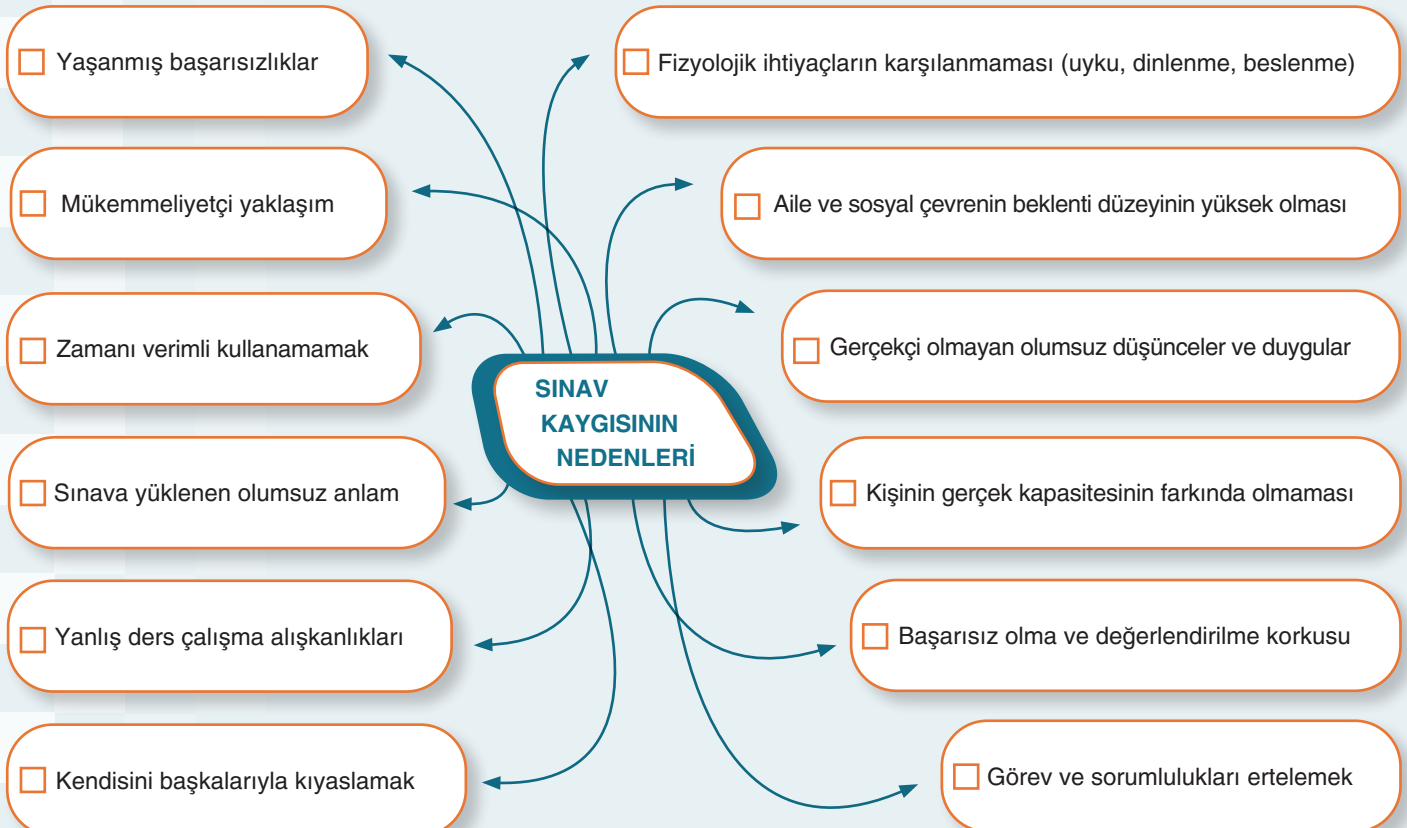 Yaşanmış başarısızlıklar
Fizyolojik ihtiyaçların karşılanmaması (uyku, dinlenme, beslenme)
Mükemmeliyetçi yaklaşım
Aile ve sosyal çevrenin beklenti düzeyinin yüksek olması
Zamanı verimli kullanamamak
Gerçekçi olmayan olumsuz düşünceler ve duygular
SINAV
KAYGISININ
NEDENLERİ
Sınava yüklenen olumsuz anlam
Kişinin gerçek kapasitesinin farkında olmaması
Yanlış ders çalışma alışkanlıkları
Başarısız olma ve değerlendirilme korkusu
Kendisini başkalarıyla kıyaslamak
Görev ve sorumlulukları ertelemek